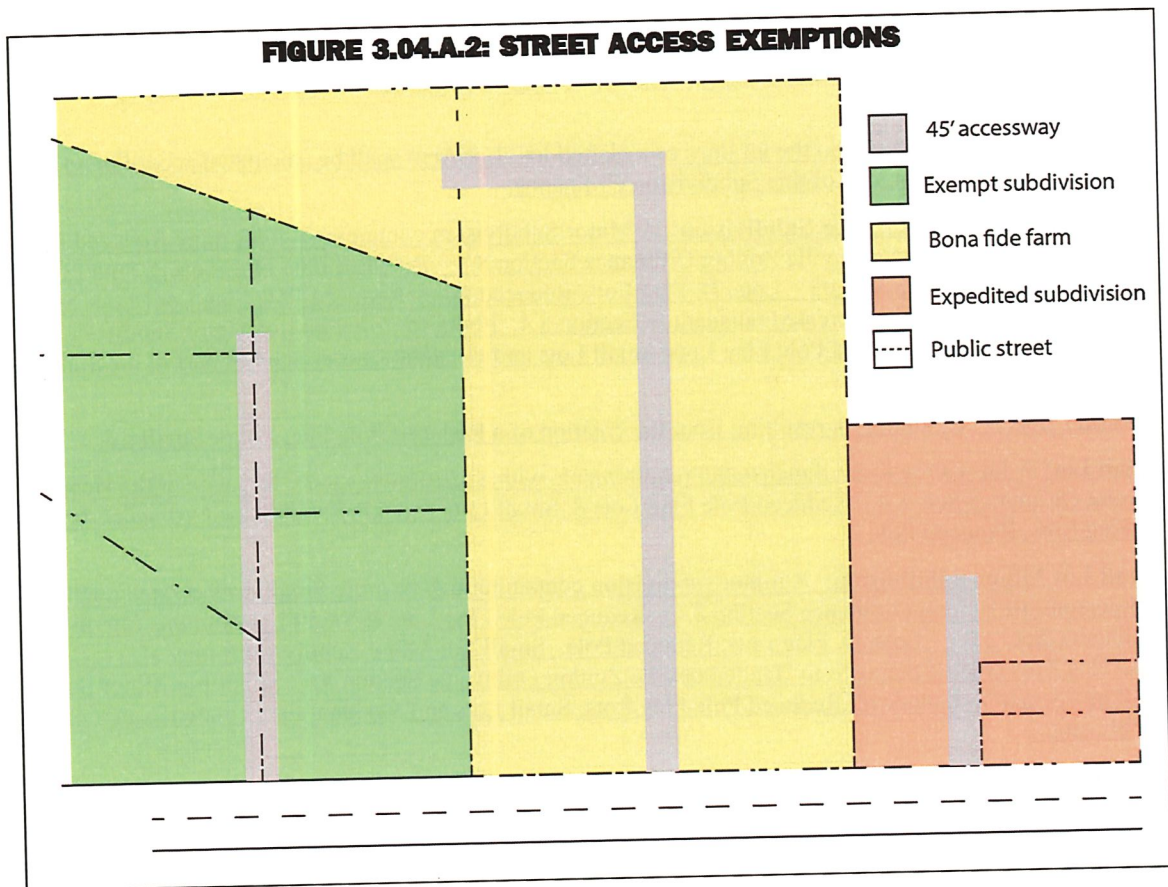 FIGURE 3.04.A.2: STREET ACCESS EXEMPTIONS
45' accessway
Exempt subdivision
Bona fide farm
Expedited subdivision
Public street